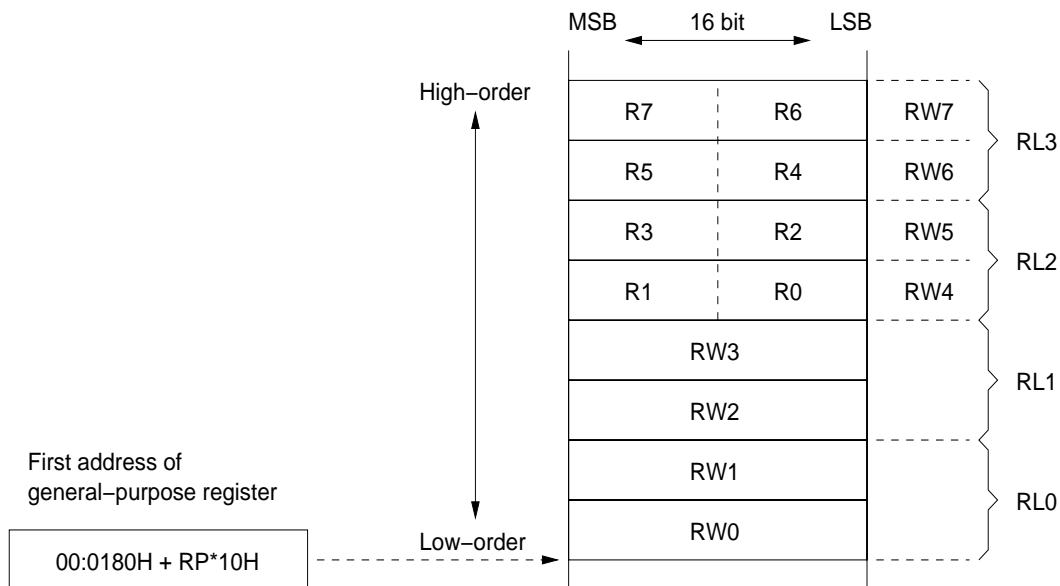 MSB 16 bit LSB
High−order
R7 R6 RW7
RL3
R5 R4 RW6
R3 R2 RW5
RL2
R1 R0 RW4
RW3
RL1
RW2
First address of
general−purpose register
RW1
RL0
Low−order
RW0
00:0180H + RP*10H